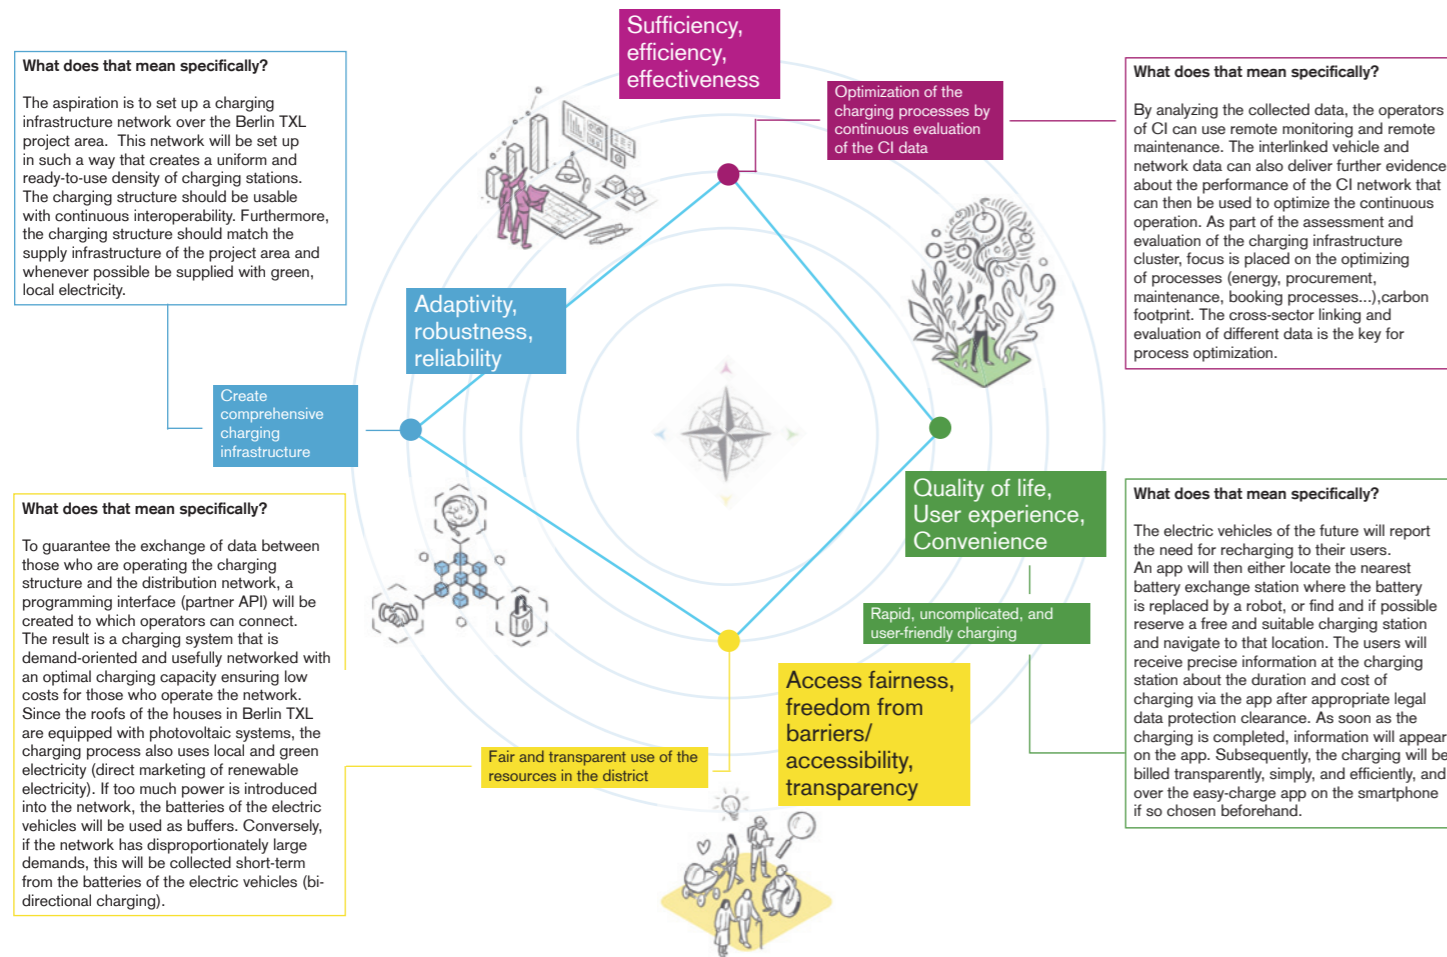 Sufficiency,
efficiency,
effectiveness
Optimization of the
charging processes by
continuous evaluation
of the CI data
What does that mean specifically?
The aspiration is to set up a charging
infrastructure network over the Berlin TXL
project area.  This network will be set up
in such a way that creates a uniform and
ready-to-use density of charging stations.
The charging structure should be usable
with continuous interoperability. Furthermore,
the charging structure should match the
supply infrastructure of the project area and
whenever possible be supplied with green,
local electricity.
What does that mean specifically?
By analyzing the collected data, the operators
of CI can use remote monitoring and remote
maintenance. The interlinked vehicle and
network data can also deliver further evidence
about the performance of the CI network that
can then be used to optimize the continuous
operation. As part of the assessment and
evaluation of the charging infrastructure
cluster, focus is placed on the optimizing
of processes (energy, procurement,
maintenance, booking processes...),carbon
footprint. The cross-sector linking and
evaluation of different data is the key for
process optimization.
Adaptivity,
robustness,
reliability
Create
comprehensive
charging
infrastructure
What does that mean specifically?
To guarantee the exchange of data between
those who are operating the charging
structure and the distribution network, a
programming interface (partner API) will be
created to which operators can connect.
The result is a charging system that is
demand-oriented and usefully networked with
an optimal charging capacity ensuring low
costs for those who operate the network.
Since the roofs of the houses in Berlin TXL
are equipped with photovoltaic systems, the
charging process also uses local and green
electricity (direct marketing of renewable
electricity). If too much power is introduced
into the network, the batteries of the electric
vehicles will be used as buffers. Conversely,
if the network has disproportionately large
demands, this will be collected short-term
from the batteries of the electric vehicles (bi-
directional charging).
Quality of life,
User experience,
Convenience
Rapid, uncomplicated, and
user-friendly charging
What does that mean specifically?
The electric vehicles of the future will report
the need for recharging to their users.
An app will then either locate the nearest
battery exchange station where the battery
is replaced by a robot, or find and if possible
reserve a free and suitable charging station
and navigate to that location. The users will
receive precise information at the charging
station about the duration and cost of
charging via the app after appropriate legal
data protection clearance. As soon as the
charging is completed, information will appear
on the app. Subsequently, the charging will be
billed transparently, simply, and efficiently, and
over the easy-charge app on the smartphone
if so chosen beforehand.
Access fairness,
freedom from
barriers/
accessibility,
transparency
Fair and transparent use of the
resources in the district